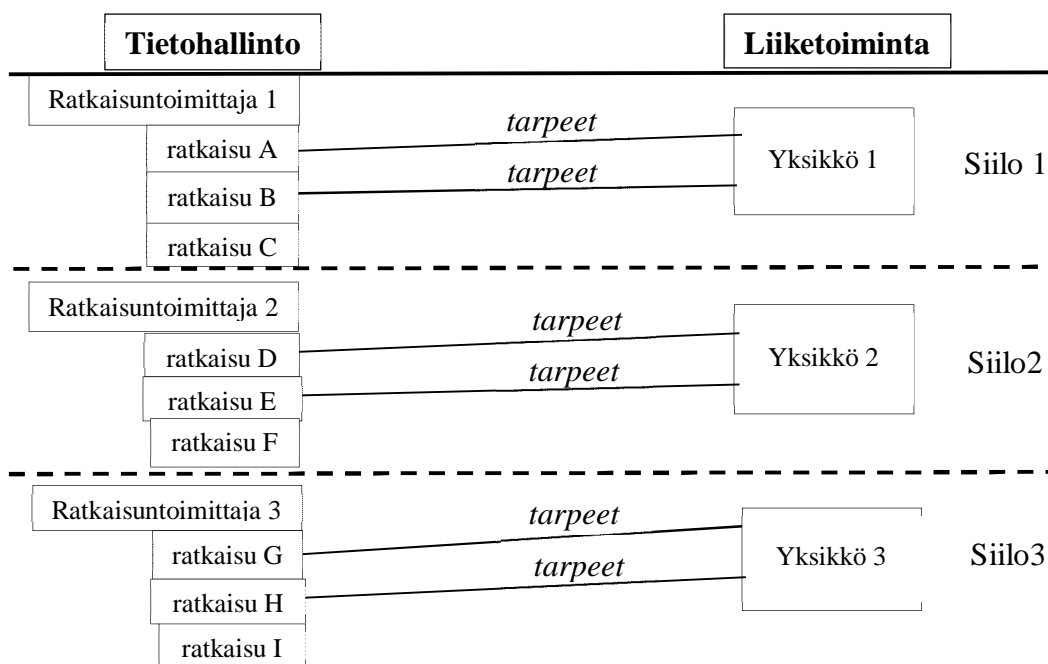 Tietohallinto
Liiketoiminta
Ratkaisuntoimittaja 1
ratkaisu A
ratkaisu B
ratkaisu C
tarpeet
tarpeet
Yksikkö 1
Siilo 1
Ratkaisuntoimittaja 2
ratkaisu D
ratkaisu E
ratkaisu F
tarpeet
tarpeet
Yksikkö 2
Siilo2
Ratkaisuntoimittaja 3
ratkaisu G
ratkaisu H
ratkaisu I
tarpeet
tarpeet
Yksikkö 3
Siilo3